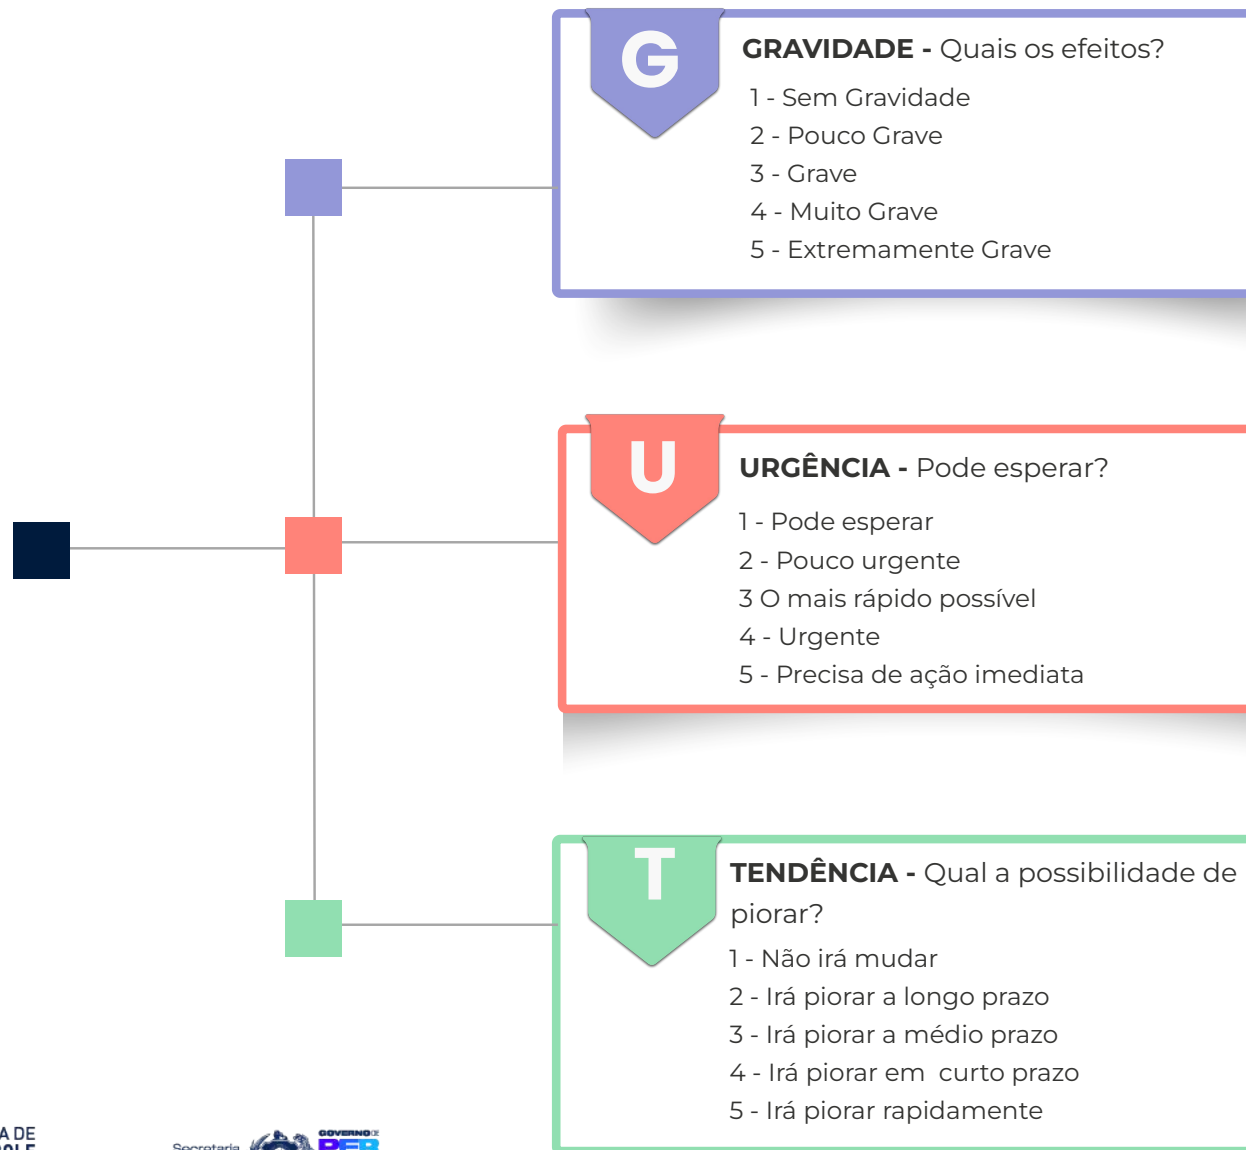 G
GRAVIDADE - Quais os efeitos?
1 - Sem Gravidade
2 - Pouco Grave
3 - Grave
4 - Muito Grave
5 - Extremamente Grave
U
URGÊNCIA - Pode esperar?
1 - Pode esperar
2 - Pouco urgente
3 O mais rápido possível
4 - Urgente
5 - Precisa de ação imediata
T
TENDÊNCIA - Qual a possibilidade de
piorar?
1 - Não irá mudar
2 - Irá piorar a longo prazo
3 - Irá piorar a médio prazo
4 - Irá piorar em  curto prazo
5 - Irá piorar rapidamente
A DE
Secretaria
GOVERNO DE